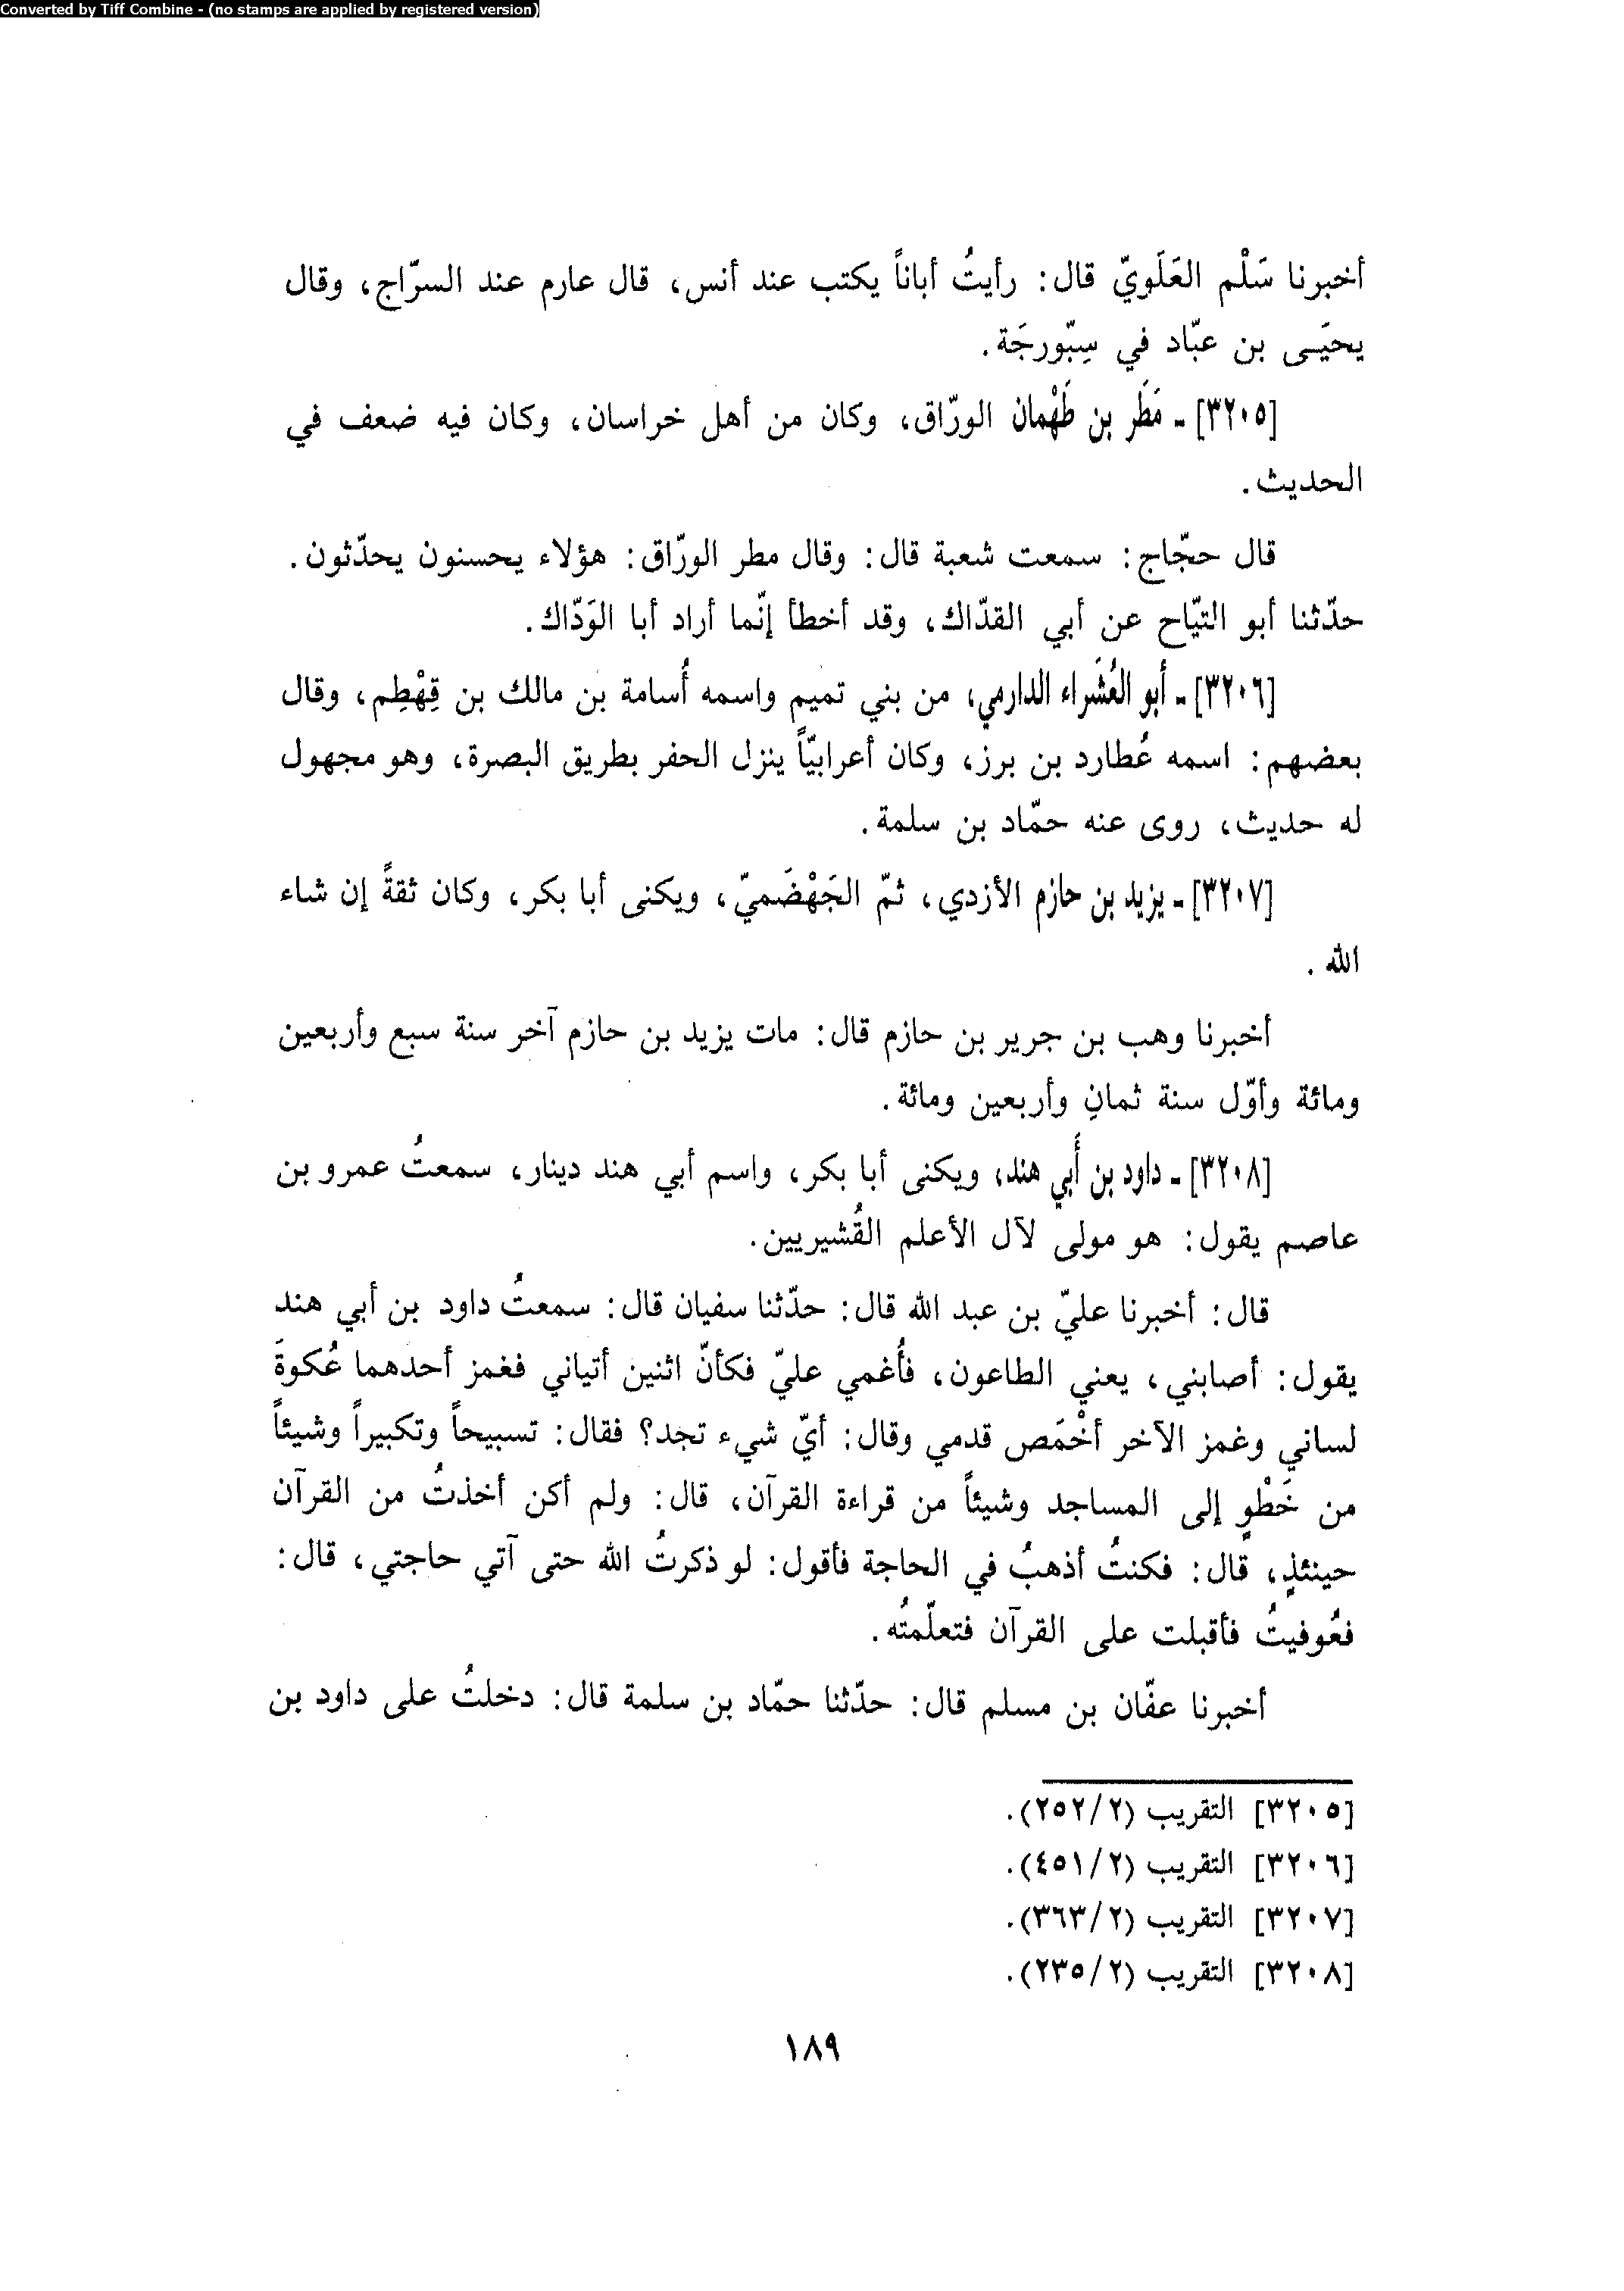 Converted by Tiff Combine - (no stamps are applied by registered version)
أخبرنا سَلْم العَلَويّ قال: رأيتُ أباناً يكتب عند أنس، قال عارم عند السرّاج، وقال
يحيَى بن عبّاد في سِبّورجَة.
[٣٢٠٥] - مَطَر بن طَهْمان الورّاق، وكان من أهل خراسان، وكان فيه ضعف في
الحديث.
قال حجّاج: سمعت شعبة قال: وقال مطر الورّاق: هؤلاء يحسنون يحدّثون.
حدّثنا أبو التيّاح عن أبي القدّاك، وقد أخطأ إنّما أراد أبا الوَدّاك.
[٣٢٠٦] - أبو العُشَراء الدارمي، من بني تميم واسمه أُسامة بن مالك بن قِهْطِم، وقال
بعضهم: اسمه عُطارد بن برز، وكان أعرابيّاً ينزل الحفر بطريق البصرة، وهو مجهول
له حديث، روى عنه حمّاد بن سلمة.
[٣٢٠٧] - يزيد بن حازم الأزدي، ثمّ الجَهْضَميّ، ويكنى أبا بكر، وكان ثقةً إن شاء
الله.
أخبرنا وهب بن جرير بن حازم قال: مات يزيد بن حازم آخر سنة سبع وأربعين
ومائة وأوّل سنة ثمانِ وأربعين ومائة.
[٣٢٠٨] - داود بن أَبي هند، ويكنى أبا بكر، واسم أبي هند دينار، سمعتُ عمرو بن
عاصم يقول: هو مولى لآل الأعلم القُشيريين.
قال: أخبرنا عليّ بن عبد الله قال: حدّثنا سفيان قال: سمعتُ داود بن أبي هند
يقول: أصابني، يعني الطاعون، فأُغمي عليّ فكأنّ اثنين أتياني فغمز أحدهما عُكوةَ
لساني وغمز الآخر أخْمَص قدمي وقال: أيّ شيء تجد؟ فقال: تسبيحاً وتكبيراً وشيئاً
من خَطْوٍ إلى المساجد وشيئاً من قراءة القرآن، قال: ولم أكن أخذتُ من القرآن
حينئذٍ، قال: فكنتُ أذهبُ في الحاجة فأقول: لو ذكرتُ الله حتى آتي حاجتي، قال:
فعُوفيتُ فأقبلت على القرآن فتعلّمتُه.
أخبرنا عفّان بن مسلم قال: حدّثنا حمّاد بن سلمة قال: دخلتُ على داود بن
[٣٢٠٥] التقريب (٢/ ٢٥٢).
[٣٢٠٦] التقريب (٢/ ٤٥١).
[٣٢٠٧] التقريب (٢/ ٣٦٣).
[٣٢٠٨] التقريب (٢/ ٢٣٥).
١٨٩